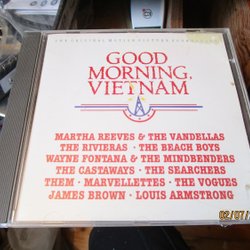 THE ORIGINAL MOTION PICTURE SOUNDTRACK
GOOD
MORNING,
VIETNAM
MARTHA REEVES & THE VANDELLAS
THE RIVIERAS · THE BEACH BOYS
WAYNE FONTANA & THE MINDBENDERS
THE CASTAWAYS · THE SEARCHERS
THEM · MARVELETTES · THE VOGUES
JAMES BROWN · LOUIS ARMSTRONG